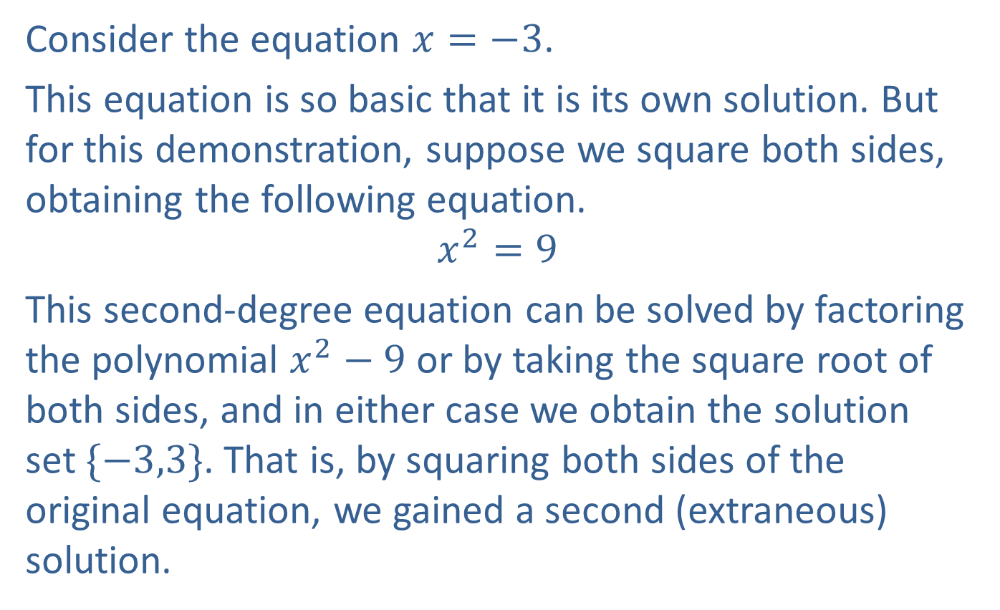 Consider the equation 𝑥 = −3.
This equation is so basic that it is its own solution. But
for this demonstration, suppose we square both sides,
obtaining the following equation.
𝑥² = 9
This second-degree equation can be solved by factoring
the polynomial 𝑥² − 9 or by taking the square root of
both sides, and in either case we obtain the solution
set {−3,3}. That is, by squaring both sides of the
original equation, we gained a second (extraneous)
solution.